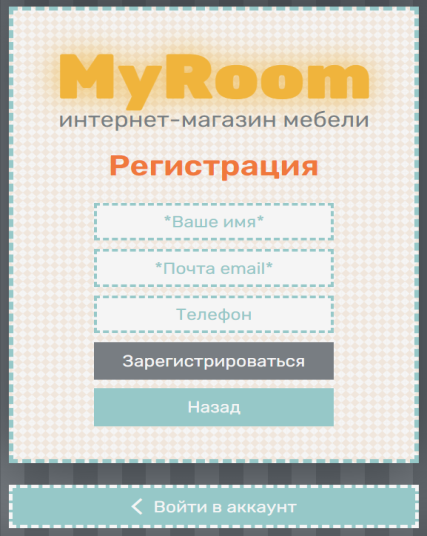 MyRoom
интернет-магазин мебели
Регистрация
*Ваше имя*
*Почта email*
Телефон
Зарегистрироваться
Назад
Войти в аккаунт